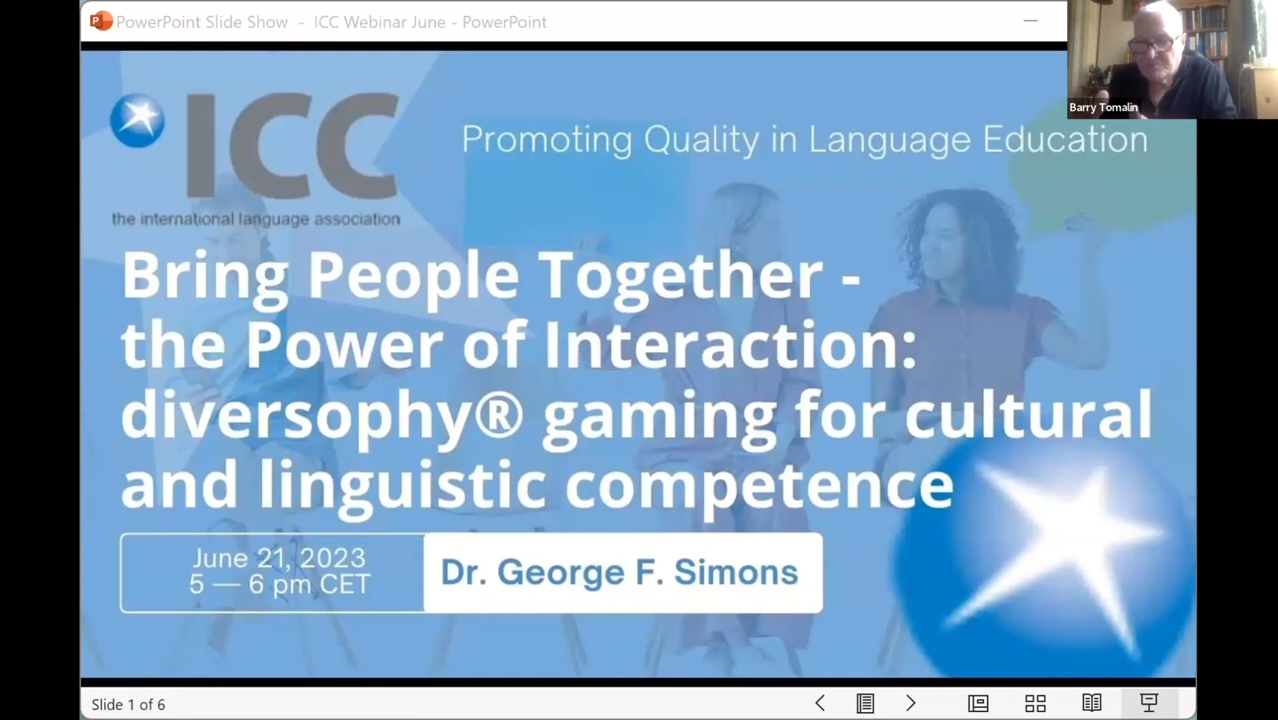 PowerPoint Slide Show - ICC Webinar June - PowerPoint
Barry Tomalin
ICC
the international language association
Promoting Quality in Language Education
Bring People Together -
the Power of Interaction:
diversophy® gaming for cultural
and linguistic competence
June 21, 2023
5 — 6 pm CET
Dr. George F. Simons
Slide 1 of 6